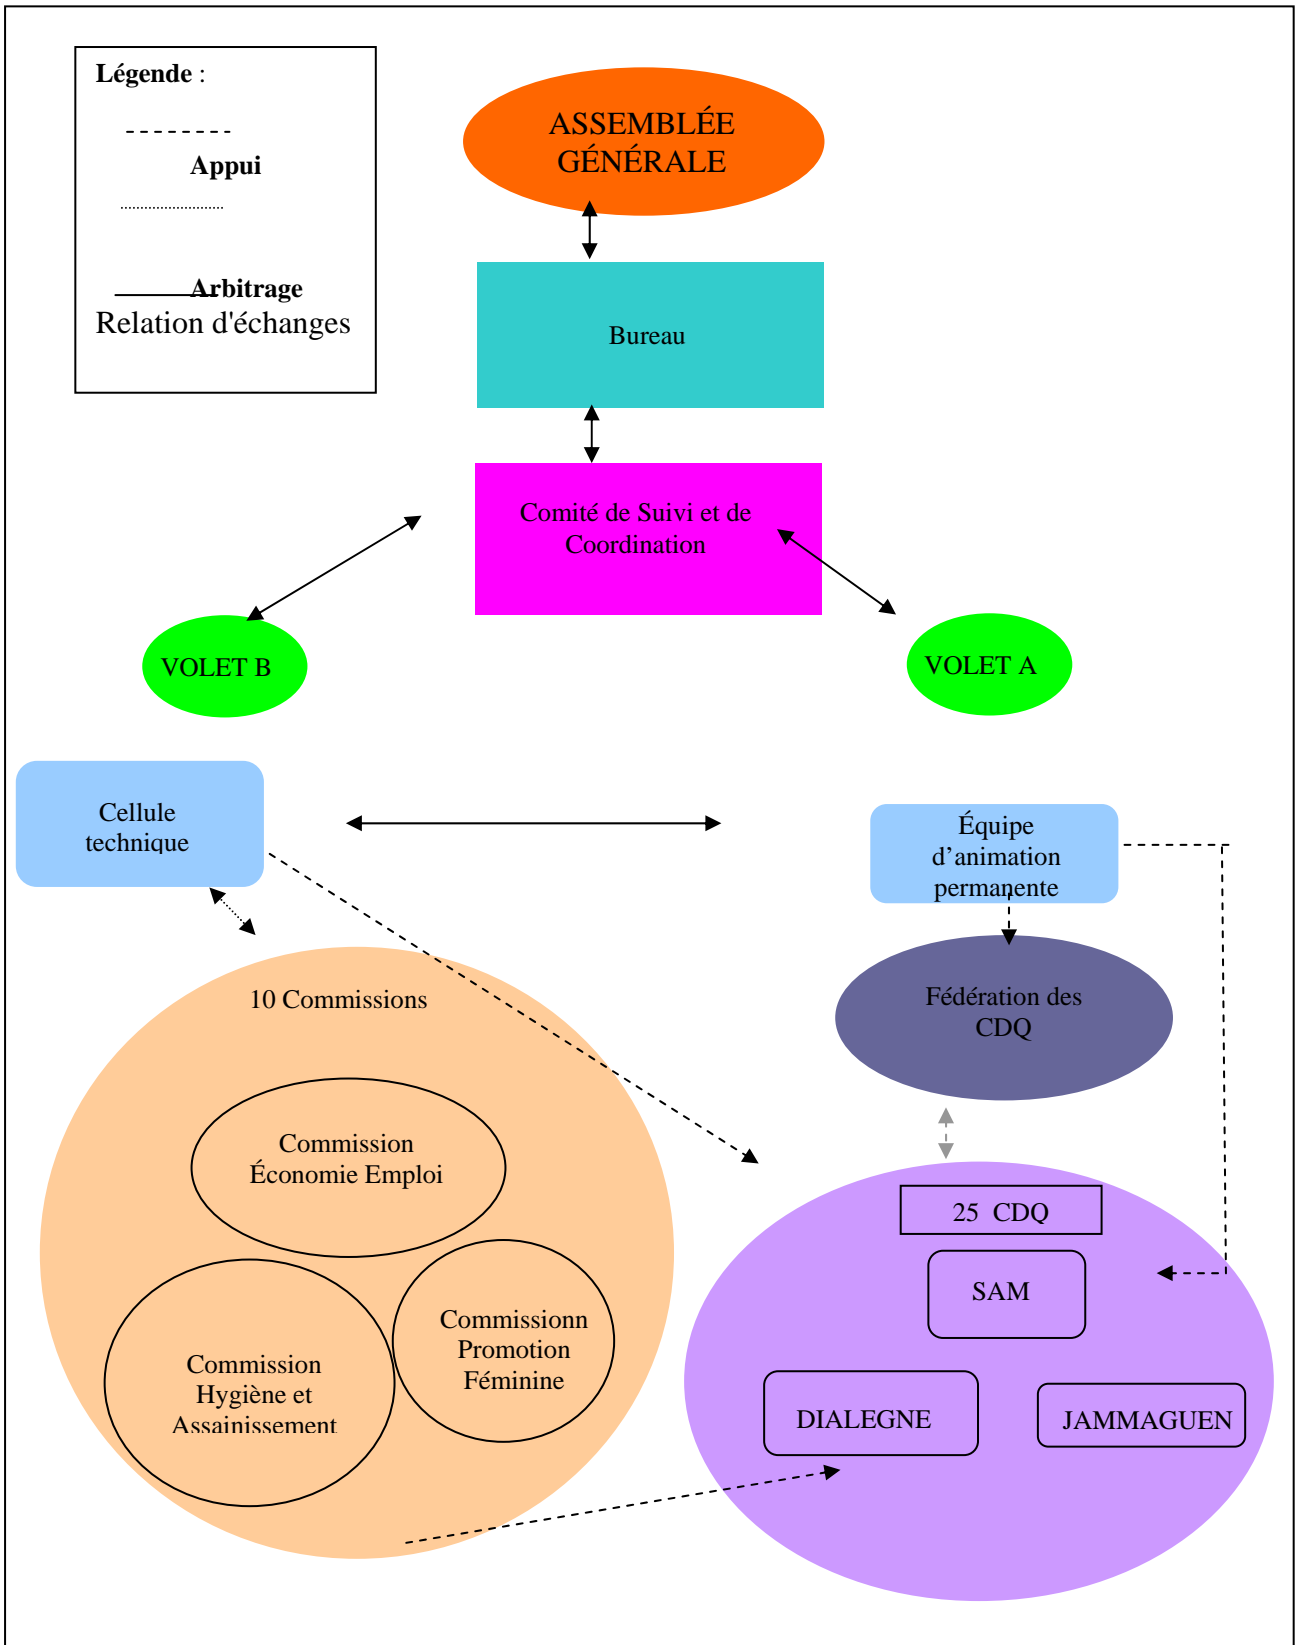 Légende :
Appui
Arbitrage
Relation d'échanges
ASSEMBLÉE
GÉNÉRALE
Bureau
Comité de Suivi et de
Coordination
VOLET B
VOLET A
Cellule
technique
Équipe
d’animation
permanente
Fédération des
CDQ
10 Commissions
Commission
Économie Emploi
Commissionn
Promotion
Féminine
Commission
Hygiène et
Assainissement
25 CDQ
SAM
DIALEGNE
JAMMAGUEN